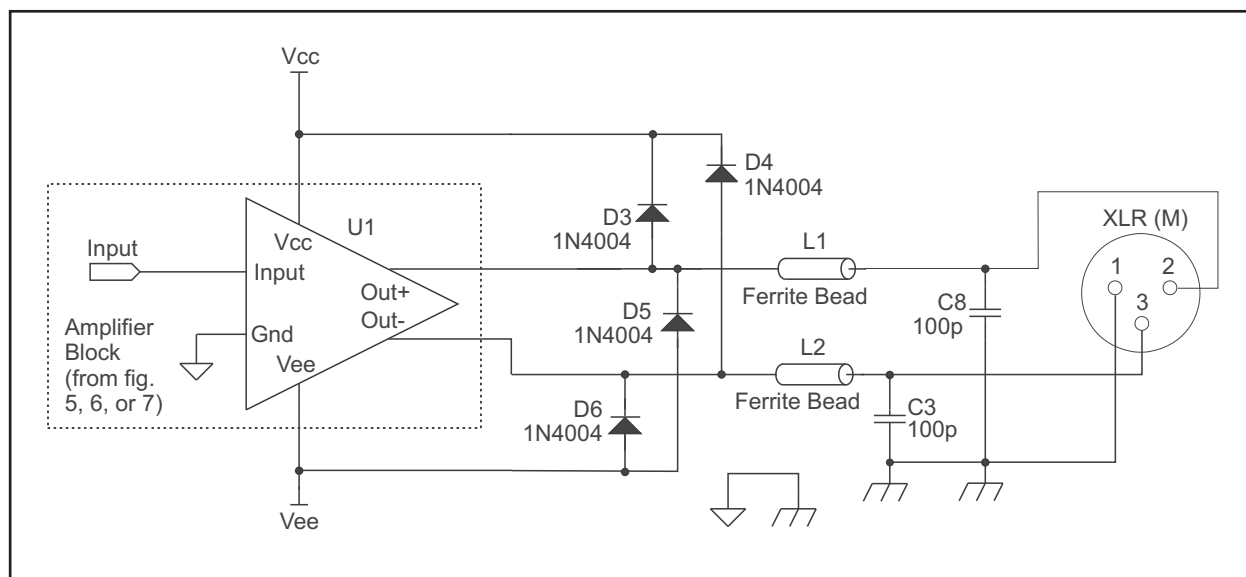 Vcc
D4
1N4004
D3
1N4004
XLR (M)
U1
Vcc
Input
Input
L1
1
2
Out+
Out-
Ferrite Bead
3
Gnd
D5
1N4004
C8
100p
Amplifier
Block
(from fig.
5, 6, or 7)
Vee
L2
Ferrite Bead
D6
1N4004
C3
100p
Vee